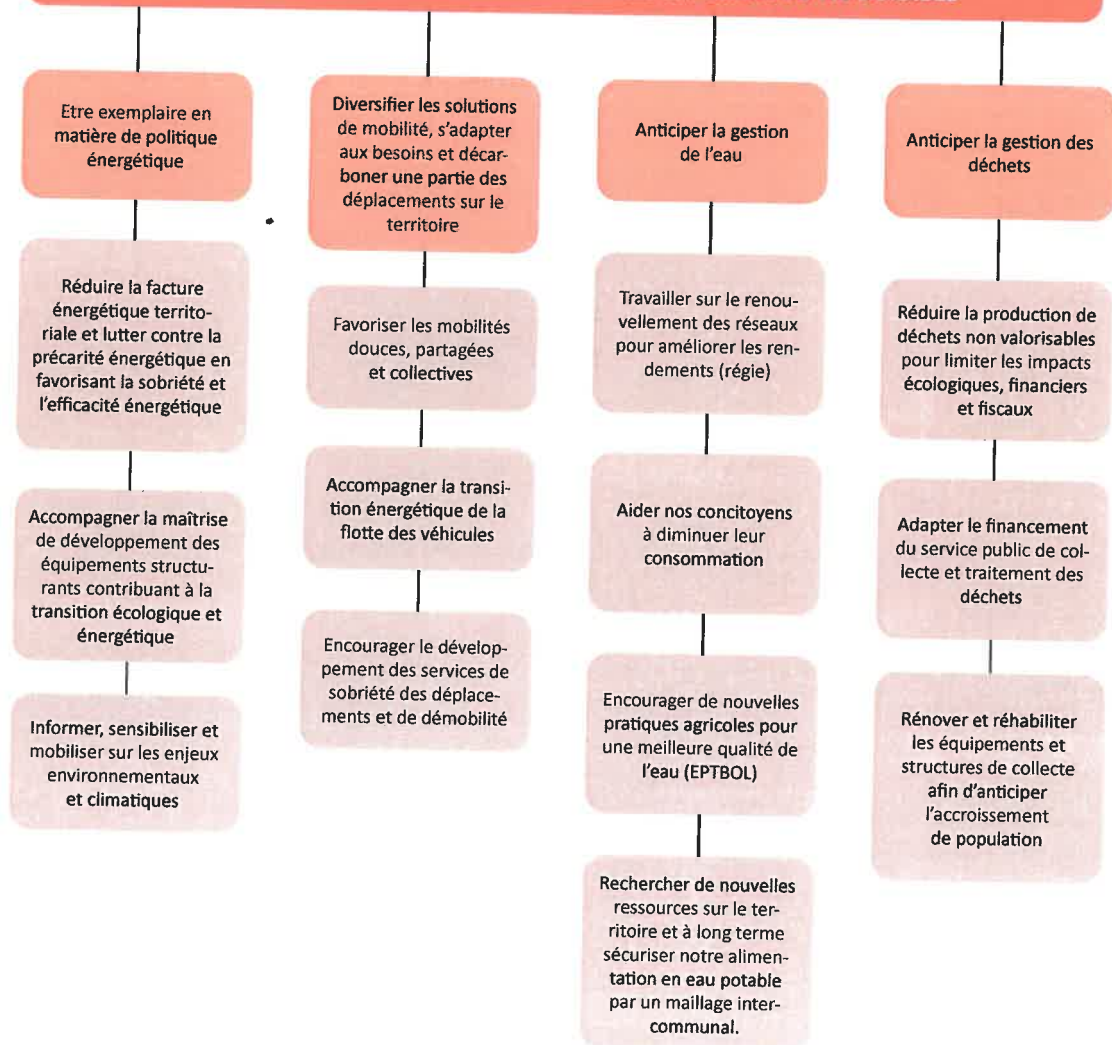 Etre exemplaire en
matière de politique
énergétique
Réduire la facture
énergétique territo-
riale et lutter contre la
précarité énergétique en
favorisant la sobriété et
l'efficacité énergétique
Accompagner la maîtrise
de développement des
équipements structu-
rants contribuant à la
transition écologique et
énergétique
Informer, sensibiliser et
mobiliser sur les enjeux
environnementaux
et climatiques
Diversifier les solutions
de mobilité, s'adapter
aux besoins et décar-
boner une partie des
déplacements sur le
territoire
Favoriser les mobilités
douces, partagées
et collectives
Accompagner la transi-
tion énergétique de la
flotte des véhicules
Encourager le dévelop-
pement des services de
sobriété des déplace-
ments et de démobilité
Anticiper la gestion
de l'eau
Travailler sur le renou-
vellement des réseaux
pour améliorer les ren-
dements (régie)
Aider nos concitoyens
à diminuer leur
consommation
Encourager de nouvelles
pratiques agricoles pour
une meilleure qualité de
l'eau (EPTBOL)
Rechercher de nouvelles
ressources sur le ter-
ritoire et à long terme
sécuriser notre alimen-
tation en eau potable
par un maillage inter-
communal.
Anticiper la gestion des
déchets
Réduire la production de
déchets non valorisables
pour limiter les impacts
écologiques, financiers
et fiscaux
Adapter le financement
du service public de col-
lecte et traitement des
déchets
Rénover et réhabiliter
les équipements et
structures de collecte
afin d'anticiper
l'accroissement
de population